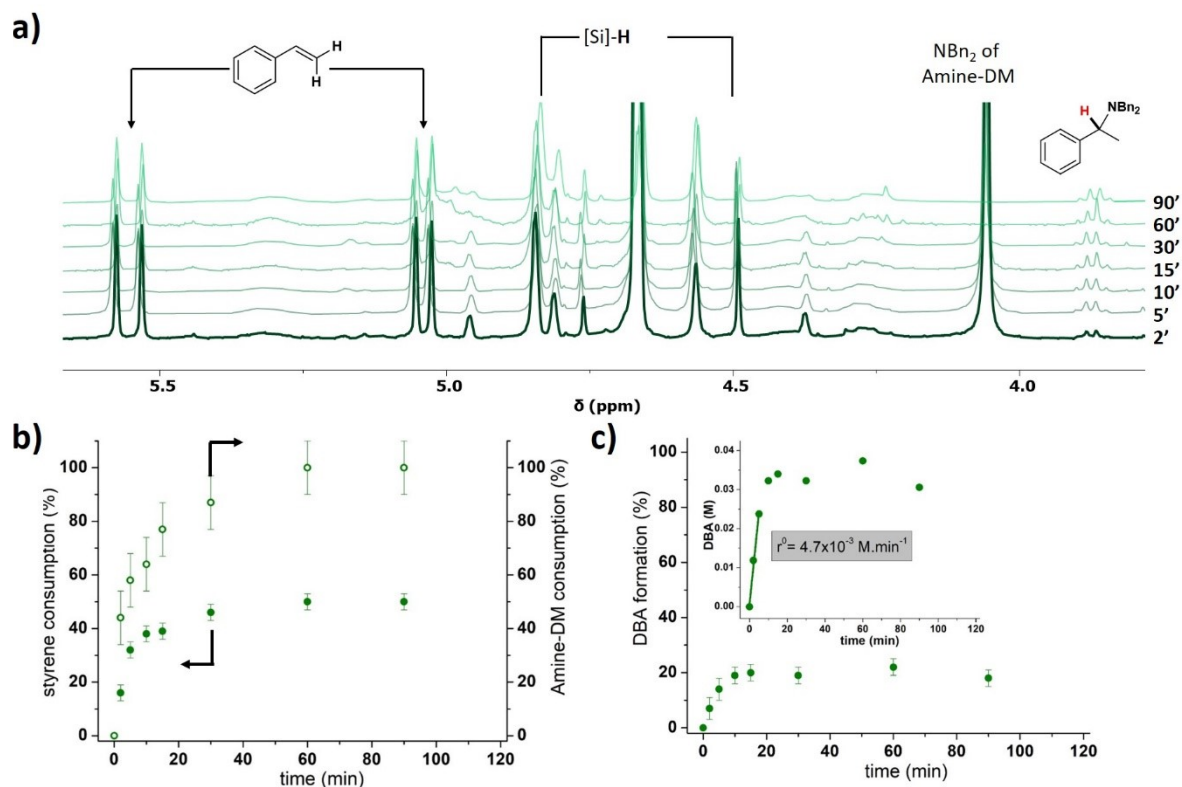 a)
H
H
[Si]-H
NBn₂ of
Amine-DM
H
NBn₂
90'
60'
30'
15'
10'
5'
2'
5.5
5.0
4.5
4.0
δ (ppm)
b)
styrene consumption (%)
100
80
60
40
20
0
100
80
60
40
20
0
Amine-DM consumption (%)
0
20
40
60
80
100
120
time (min)
c)
DBA formation (%)
100
80
60
40
20
0
DBA (M)
0.04
0.03
0.02
0.01
0.00
r⁰= 4.7x10⁻³ M.min⁻¹
0
20
40
60
80
100
120
time (min)
0
20
40
60
80
100
120
time (min)